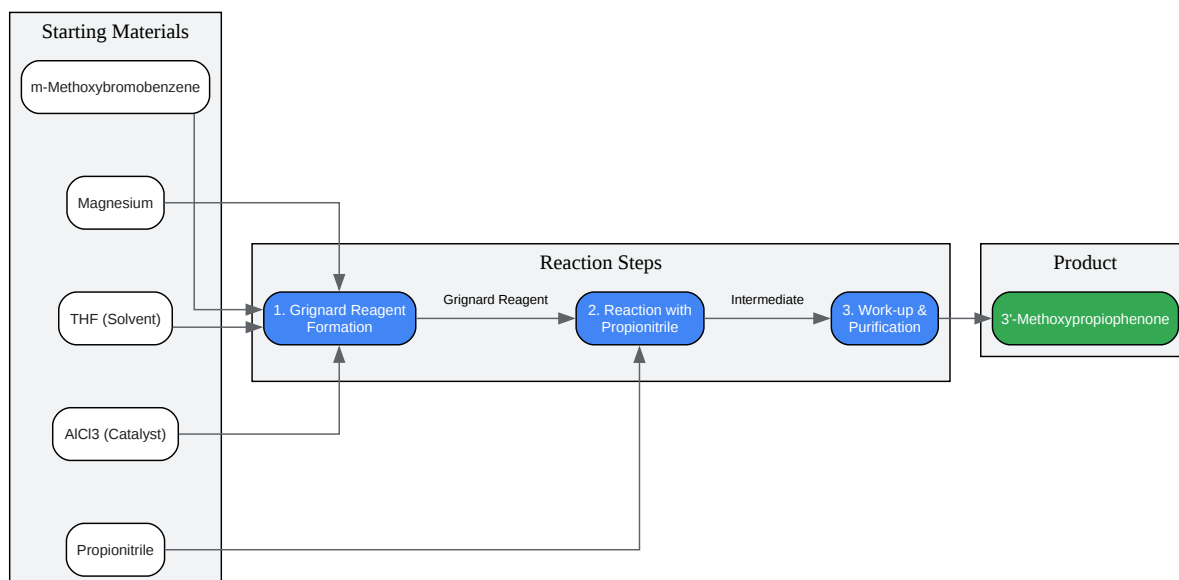 Starting Materials
m-Methoxybromobenzene
Magnesium
THF (Solvent)
AlCl3 (Catalyst)
Propionitrile
Reaction Steps
1. Grignard Reagent
Formation
Grignard Reagent
2. Reaction with
Propionitrile
Intermediate
3. Work-up &
Purification
Product
3'-Methoxypropiophenone